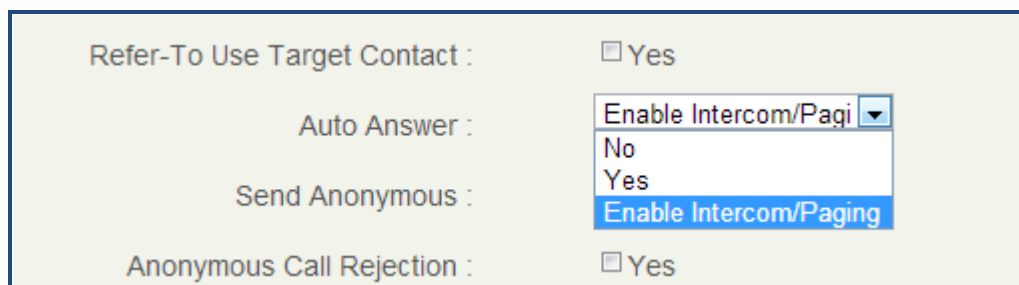 Refer-To Use Target Contact : Yes
Auto Answer : Enable Intercom/Pagi
No
Yes
Send Anonymous :
Enable Intercom/Paging
Anonymous Call Rejection : Yes